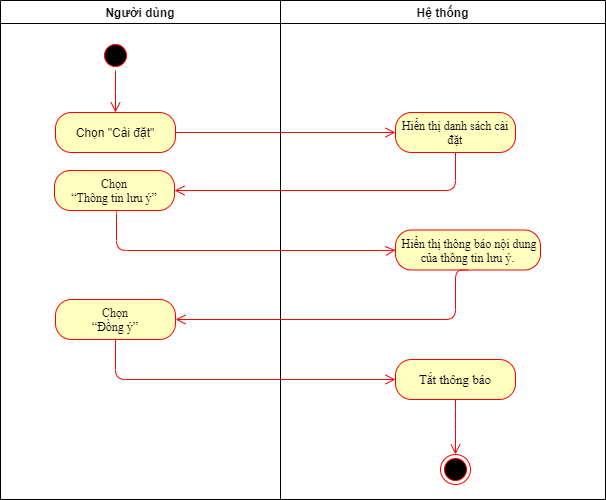 Người dùng
Hệ thống
Chọn "Cài đặt"
Hiển thị danh sách cài
đặt
Chọn
“Thông tin lưu ý”
Hiển thị thông báo nội dung
của thông tin lưu ý.
Chọn
“Đồng ý”
Tắt thông báo